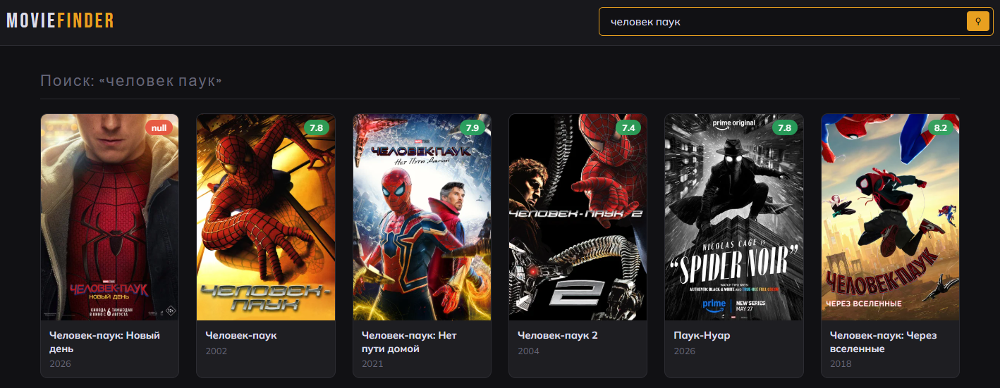 MOVIEFINDER
человек паук
Поиск: «человек паук»
null
7.8
7.9
7.4
7.8
8.2
ЧЕЛОВЕК-ПАУК
НОВЫЙ ДЕНЬ
КИНОДА 6 ТАМЫЗДАН
В КИНО С 6 АВГУСТА
12+
ЧЕЛОВЕК-
ПАУК
ЧЕЛОВЕК-ПАУК
Нет Пути Домой
ЧЕЛОВЕК-ПАУК 2
2
prime original
NICOLAS CAGE IS
“SPIDER-NOIR”
WATCH TWO WAYS:
AUTHENTIC BLACK & WHITE AND TRUE-HUE FULL COLOR
prime
NEW SERIES
MAY 27
ЧЕЛОВЕК-ПАУК
ЧЕРЕЗ ВСЕЛЕННЫЕ
Человек-паук: Новый
день
2026
Человек-паук
2002
Человек-паук: Нет
пути домой
2021
Человек-паук 2
2004
Паук-Нуар
2026
Человек-паук: Через
вселенные
2018